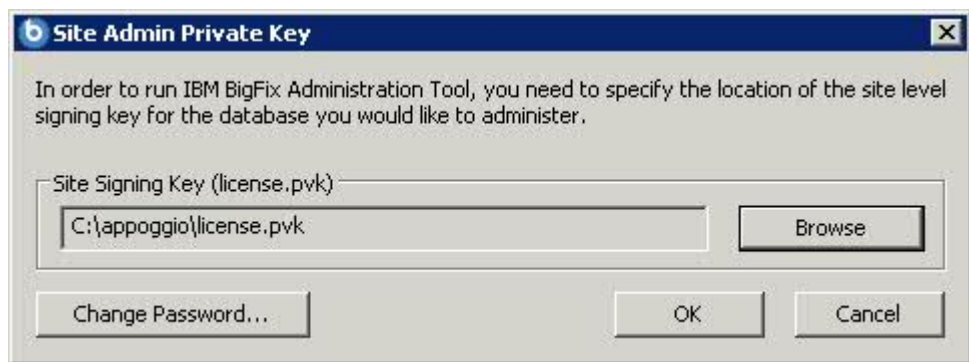 Site Admin Private Key
In order to run IBM BigFix Administration Tool, you need to specify the location of the site level
signing key for the database you would like to administer.
Site Signing Key (license.pvk)
C:\appoggio\license.pvk
Browse
Change Password...
OK
Cancel